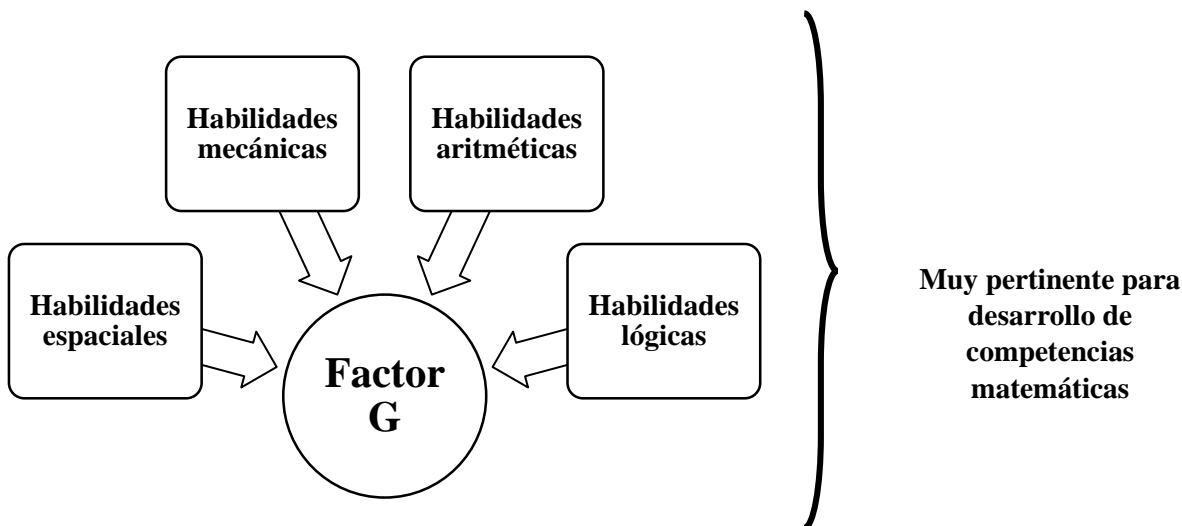 Habilidades
mecánicas
Habilidades
aritméticas
Habilidades
espaciales
Habilidades
lógicas
Factor
G
Muy pertinente para
desarrollo de
competencias
matemáticas